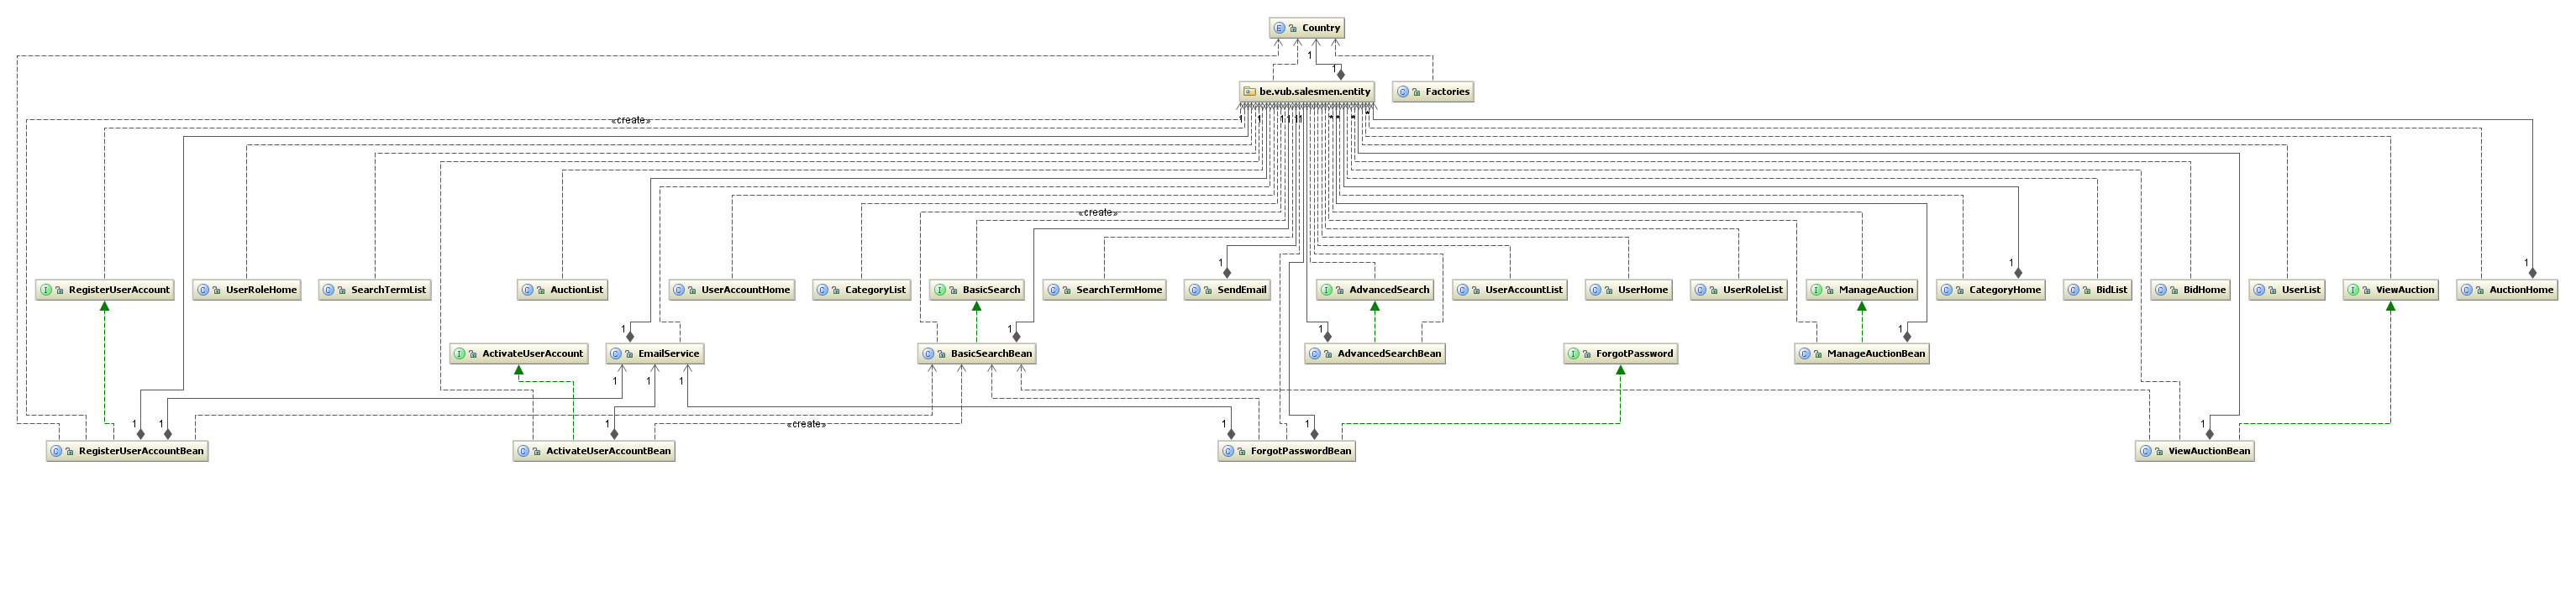 Country
1
1
be.vub.salesmen.entity
Factories
«create»
1
1
1
1
1
1
*
*
*
*
«create»
1
1
1
RegisterUserAccount
UserRoleHome
SearchTermList
AuctionList
UserAccountHome
CategoryList
BasicSearch
SearchTermHome
SendEmail
AdvancedSearch
UserAccountList
UserHome
UserRoleList
ManageAuction
CategoryHome
BidList
BidHome
UserList
ViewAuction
AuctionHome
1
1
1
1
ActivateUserAccount
EmailService
BasicSearchBean
AdvancedSearchBean
ForgotPassword
ManageAuctionBean
1
1
1
1
1
«create»
1
1
1
1
1
RegisterUserAccountBean
ActivateUserAccountBean
ForgotPasswordBean
ViewAuctionBean